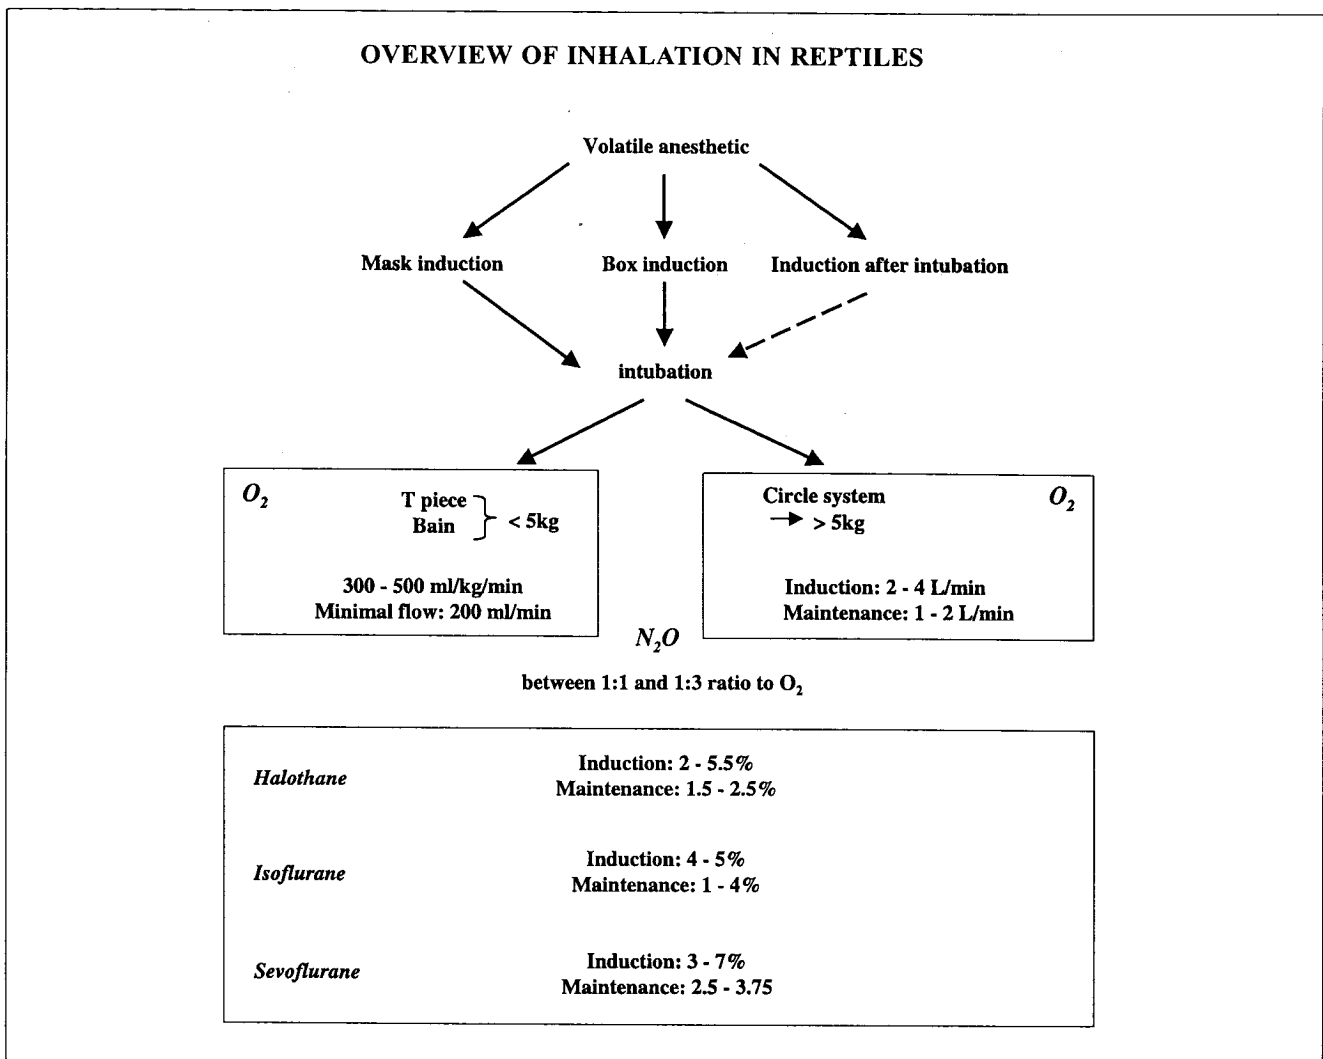 OVERVIEW OF INHALATION IN REPTILES
Volatile anesthetic
Mask induction
Box induction
Induction after intubation
intubation
O₂
T piece
Bain
< 5kg
300 - 500 ml/kg/min
Minimal flow: 200 ml/min
Circle system
O₂
> 5kg
Induction: 2 - 4 L/min
Maintenance: 1 - 2 L/min
N₂O
between 1:1 and 1:3 ratio to O₂
Halothane
Induction: 2 - 5.5%
Maintenance: 1.5 - 2.5%
Isoflurane
Induction: 4 - 5%
Maintenance: 1 - 4%
Sevoflurane
Induction: 3 - 7%
Maintenance: 2.5 - 3.75